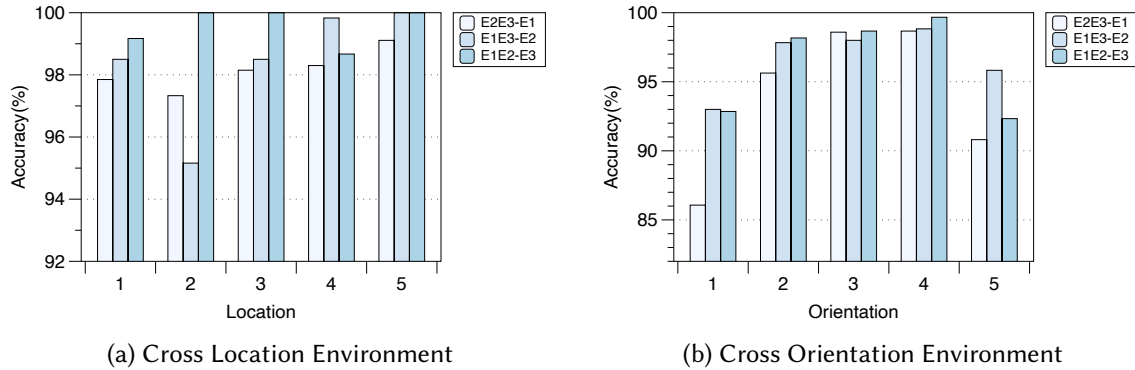 100
98
96
94
92
Accuracy(%)
1 2 3 4 5
Location
E2E3-E1
E1E3-E2
E1E2-E3
(a) Cross Location Environment
100
95
90
85
Accuracy(%)
1 2 3 4 5
Orientation
E2E3-E1
E1E3-E2
E1E2-E3
(b) Cross Orientation Environment